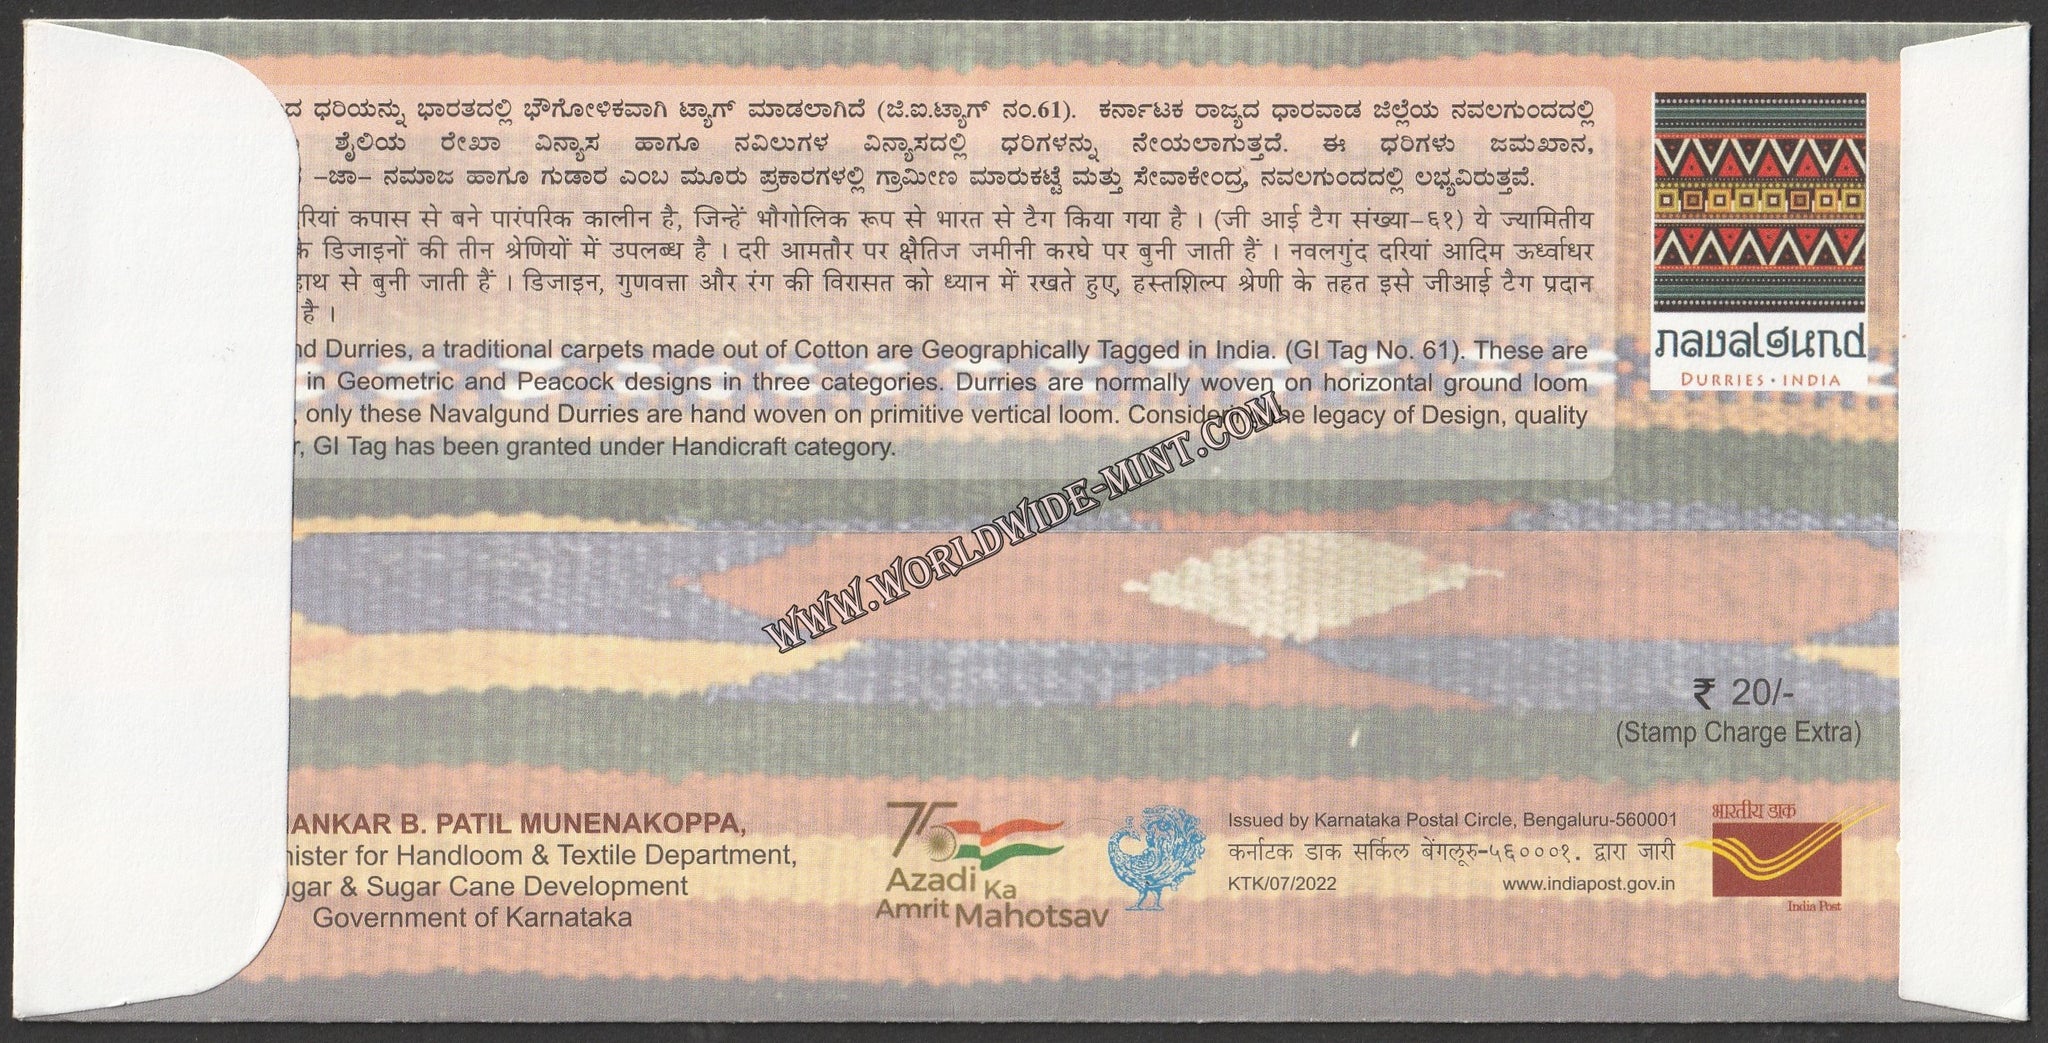 ದ ಧರಿಯನ್ನು ಭಾರತದಲ್ಲಿ ಭೌಗೋಳಿಕವಾಗಿ ಟ್ಯಾಗ್ ಮಾಡಲಾಗಿದೆ (ಜಿ.ಐ.ಟ್ಯಾಗ್ ನಂ.61). ಕರ್ನಾಟಕ ರಾಜ್ಯದ ಧಾರವಾಡ ಜಿಲ್ಲೆಯ ನವಲಗುಂದದಲ್ಲಿ
ಶೈಲಿಯ ರೇಖಾ ವಿನ್ಯಾಸ ಹಾಗೂ ನವಿಲುಗಳ ವಿನ್ಯಾಸದಲ್ಲಿ ಧರಿಗಳನ್ನು ನೇಯಲಾಗುತ್ತದೆ. ಈ ಧರಿಗಳು ಜಮಖಾನ,
–ಜಾ– ನಮಾಜ ಹಾಗೂ ಗುಡಾರ ಎಂಬ ಮೂರು ಪ್ರಕಾರಗಳಲ್ಲಿ ಗ್ರಾಮೀಣ ಮಾರುಕಟ್ಟೆ ಮತ್ತು ಸೇವಾಕೇಂದ್ರ, ನವಲಗುಂದದಲ್ಲಿ ಲಭ್ಯವಿರುತ್ತವೆ.
रियां कपास से बने पारंपरिक कालीन है, जिन्हें भौगोलिक रूप से भारत से टैग किया गया है । (जी आई टैग संख्या–६१) ये ज्यामितीय
के डिजाइनों की तीन श्रेणियों में उपलब्ध है । दरी आमतौर पर क्षैतिज जमीनी करघे पर बुनी जाती हैं । नवलगुंद दरियां आदिम ऊर्ध्वाधर
हाथ से बुनी जाती हैं । डिजाइन, गुणवत्ता और रंग की विरासत को ध्यान में रखते हुए, हस्तशिल्प श्रेणी के तहत इसे जीआई टैग प्रदान
है ।
nd Durries, a traditional carpets made out of Cotton are Geographically Tagged in India. (GI Tag No. 61). These are
in Geometric and Peacock designs in three categories. Durries are normally woven on horizontal ground loom
, only these Navalgund Durries are hand woven on primitive vertical loom. Considering the legacy of Design, quality
r, GI Tag has been granted under Handicraft category.
navalgund
DURRIES • INDIA
WWW.WORLDWIDE-MINT.COM
₹ 20/-
(Stamp Charge Extra)
ANKAR B. PATIL MUNENAKOPPA,
nister for Handloom & Textile Department,
gar & Sugar Cane Development
Government of Karnataka
75
Azadi Ka
Amrit Mahotsav
Issued by Karnataka Postal Circle, Bengaluru-560001
कर्नाटक डाक सर्किल बेंगलूरु-५६०००१. द्वारा जारी
KTK/07/2022 www.indiapost.gov.in
भारतीय डाक
India Post